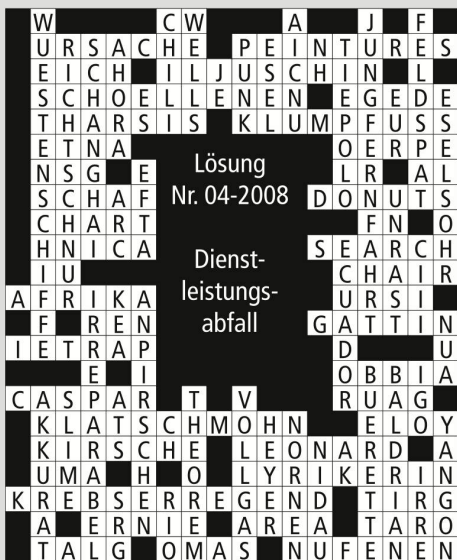 W CW A J F
URSACHE PEINTURES
EICH ILJUSCHIN L
SCHOELLENEN EGEDE
THARSIS KLUMPFUSS
ETNA OERPE
NSG E LR AL
SCHAF DONUTS
CHART FN O
HNICA SEARCH
IU CHAIR
AFRIKA URSI
F REN GATTIN
IETRAP D U
E I OBBIA
CASPAR T V RUAG
KLATSCHMOHN ELOY
KIRSCHE LEONARD A
UMA H O LYRIKERIN
KREBSERREGEND TIRG
A ERNIE AREA TARO
TALG OMAS NUFENEN
Lösung
Nr. 04-2008
Dienst-
leistungs-
abfall